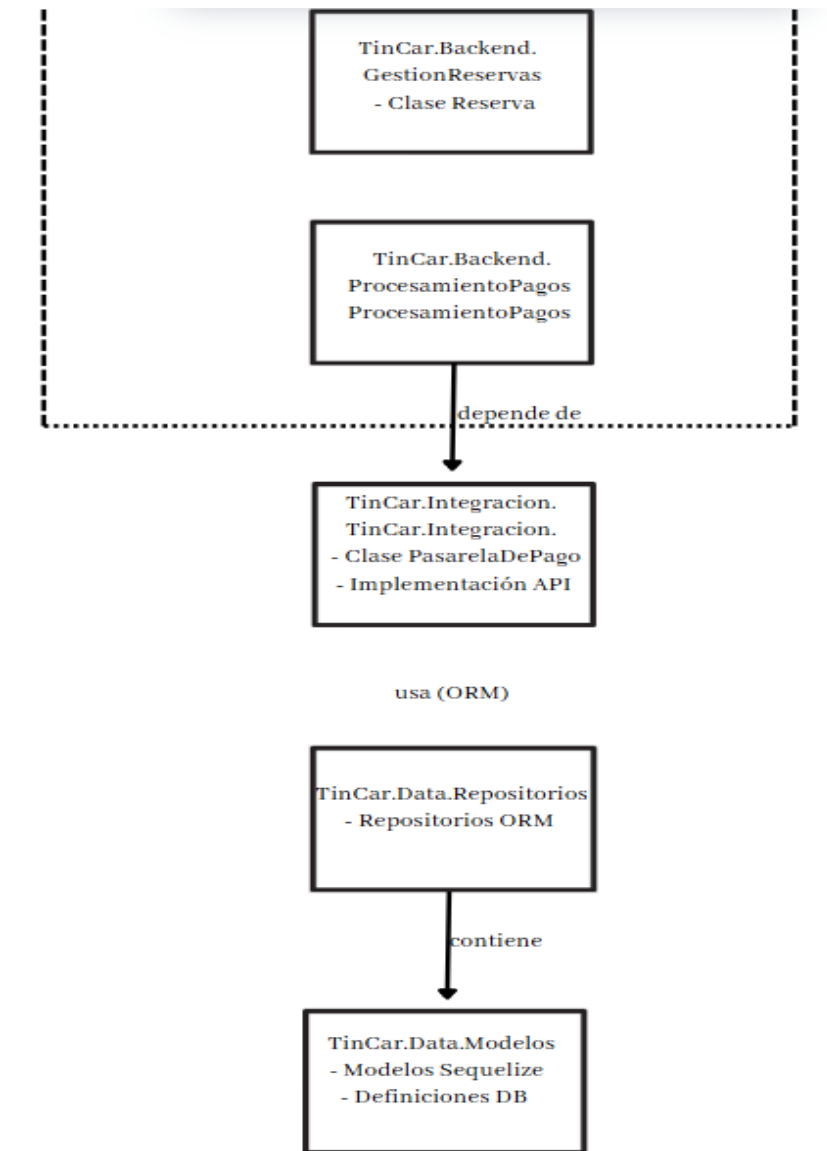 TinCar.Backend.
GestionReservas
- Clase Reserva
TinCar.Backend.
ProcesamientoPagos
ProcesamientoPagos
depende de
TinCar.Integracion.
TinCar.Integracion.
- Clase PasarelaDePago
- Implementación API
usa (ORM)
TinCar.Data.Repositorios
- Repositorios ORM
contiene
TinCar.Data.Modelos
- Modelos Sequelize
- Definiciones DB